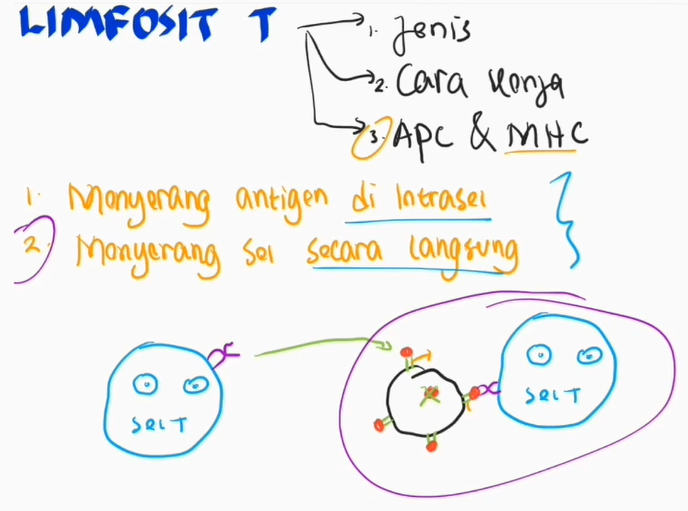 LIMFOSIT T
1. Jenis
2. Cara Kerja
3. APC & MHC
1. Menyerang antigen di Intrasel
2. Menyerang sel secara langsung
Sel T
Sel T